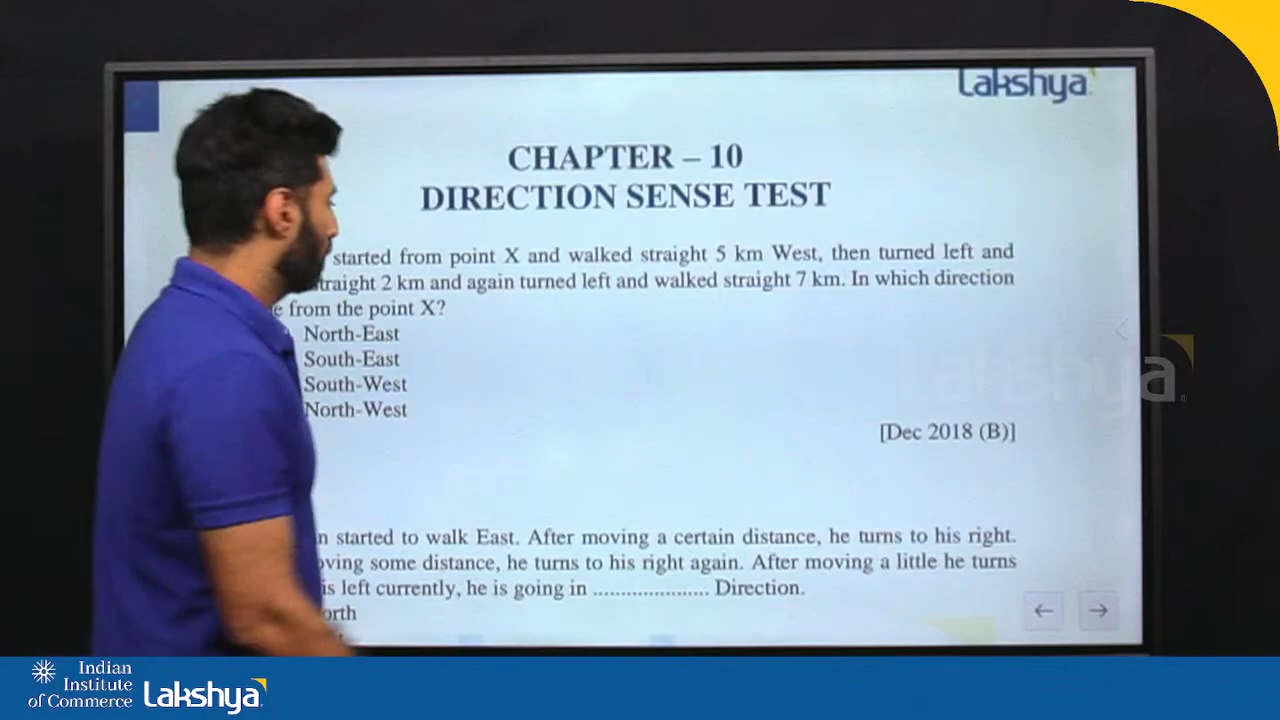 Lakshya
CHAPTER – 10
DIRECTION SENSE TEST
started from point X and walked straight 5 km West, then turned left and
traight 2 km and again turned left and walked straight 7 km. In which direction
e from the point X?
North-East
South-East
South-West
North-West
Lakshya
[Dec 2018 (B)]
n started to walk East. After moving a certain distance, he turns to his right.
ving some distance, he turns to his right again. After moving a little he turns
is left currently, he is going in ..................... Direction.
orth
Indian
Institute
of Commerce
Lakshya